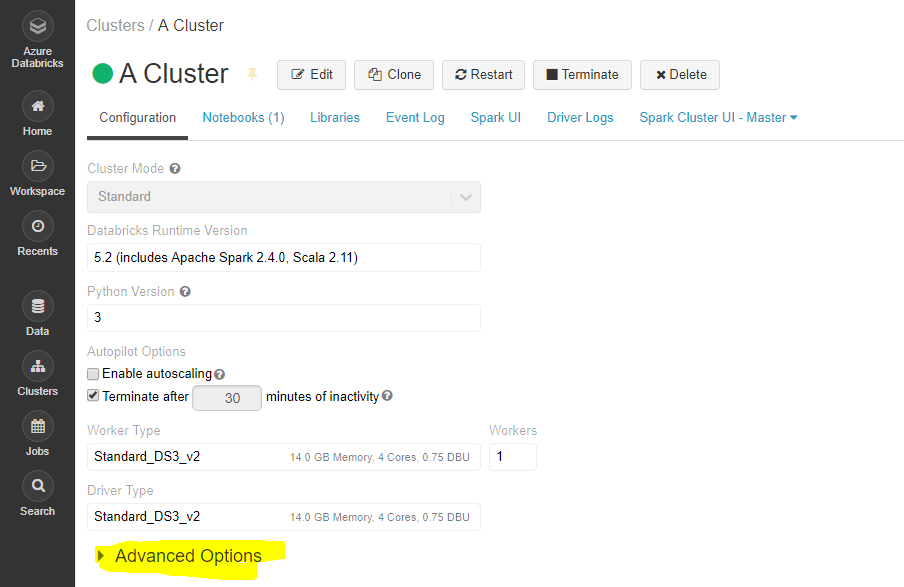 Azure
Databricks
Home
Workspace
Recents
Data
Clusters
Jobs
Search
Clusters / A Cluster
A Cluster Edit Clone Restart Terminate Delete
Configuration Notebooks (1) Libraries Event Log Spark UI Driver Logs Spark Cluster UI - Master
Cluster Mode
Standard
Databricks Runtime Version
5.2 (includes Apache Spark 2.4.0, Scala 2.11)
Python Version
3
Autopilot Options
Enable autoscaling
Terminate after 30 minutes of inactivity
Worker Type Workers
Standard_DS3_v2 14.0 GB Memory, 4 Cores, 0.75 DBU 1
Driver Type
Standard_DS3_v2 14.0 GB Memory, 4 Cores, 0.75 DBU
Advanced Options